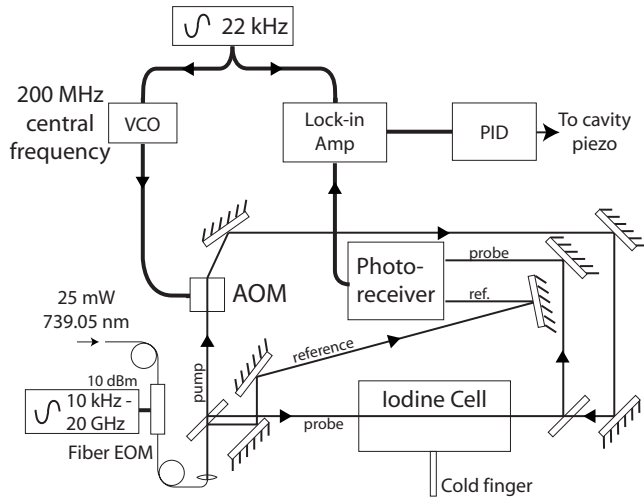 22 kHz
200 MHz
central
frequency
VCO
Lock-in
Amp
PID
To cavity
piezo
AOM
Photo-
receiver
probe
ref.
25 mW
739.05 nm
reference
pump
10 dBm
10 kHz -
20 GHz
Fiber EOM
probe
Iodine Cell
Cold finger